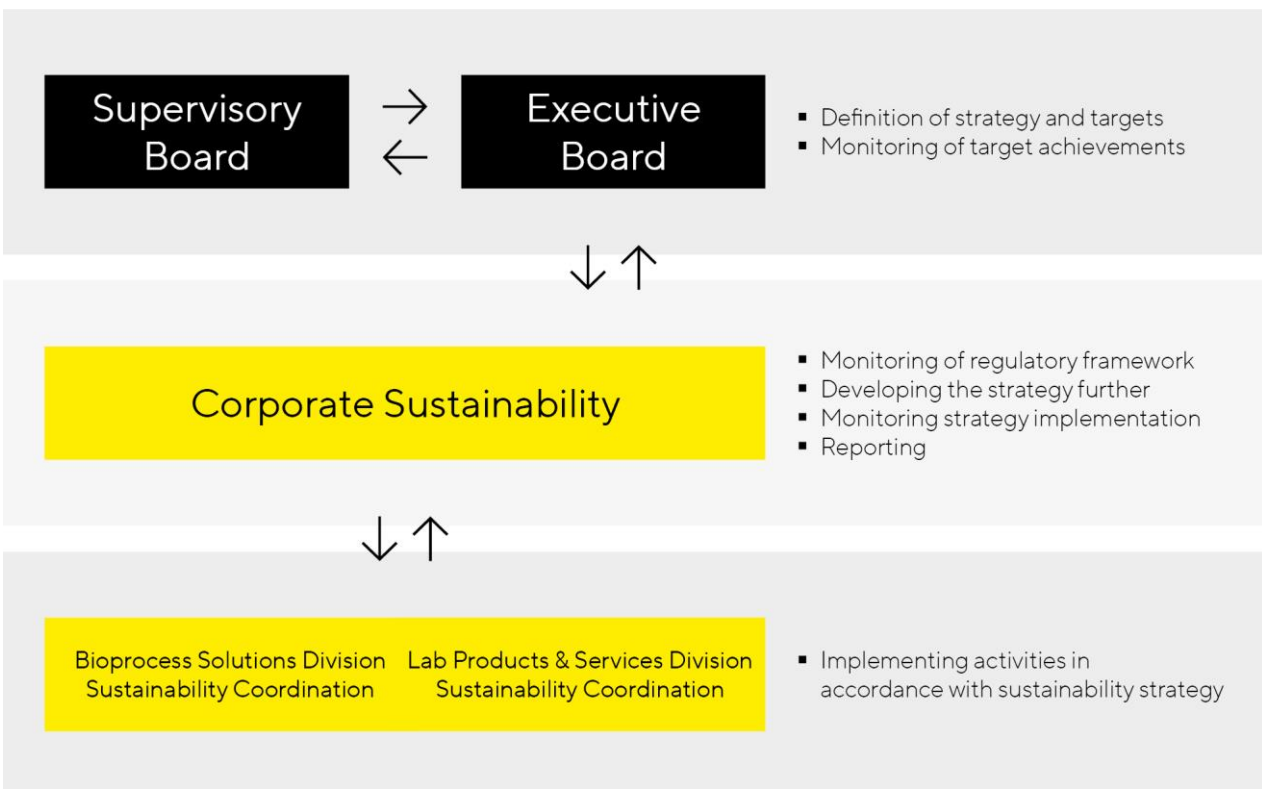 Supervisory
Board
Executive
Board
▪ Definition of strategy and targets
▪ Monitoring of target achievements
Corporate Sustainability
▪ Monitoring of regulatory framework
▪ Developing the strategy further
▪ Monitoring strategy implementation
▪ Reporting
Bioprocess Solutions Division
Sustainability Coordination
Lab Products & Services Division
Sustainability Coordination
▪ Implementing activities in
accordance with sustainability strategy